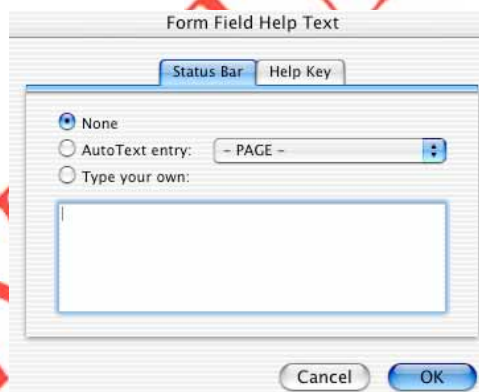 Form Field Help Text
Status Bar Help Key
None
AutoText entry: - PAGE -
Type your own:
Cancel OK